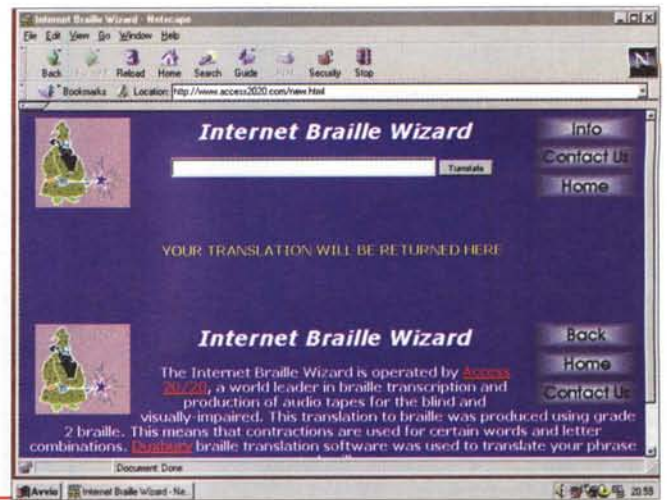 Internet Braille Wizard - Netscape
File Edit View Go Window Help
Back Reload Home Search Guide Print Security Stop
N
Bookmarks Location: http://www.access2020.com/new.html
Internet Braille Wizard
Translate
Info
Contact Us
Home
YOUR TRANSLATION WILL BE RETURNED HERE
Internet Braille Wizard
Back
Home
Contact Us
The Internet Braille Wizard is operated by Access
20/20, a world leader in braille transcription and
production of audio tapes for the blind and
visually-impaired. This translation to braille was produced using grade
2 braille. This means that contractions are used for certain words and letter
combinations. Duxbury braille translation software was used to translate your phrase
Document: Done
Avvio Internet Braille Wizard - Ne...
20:55